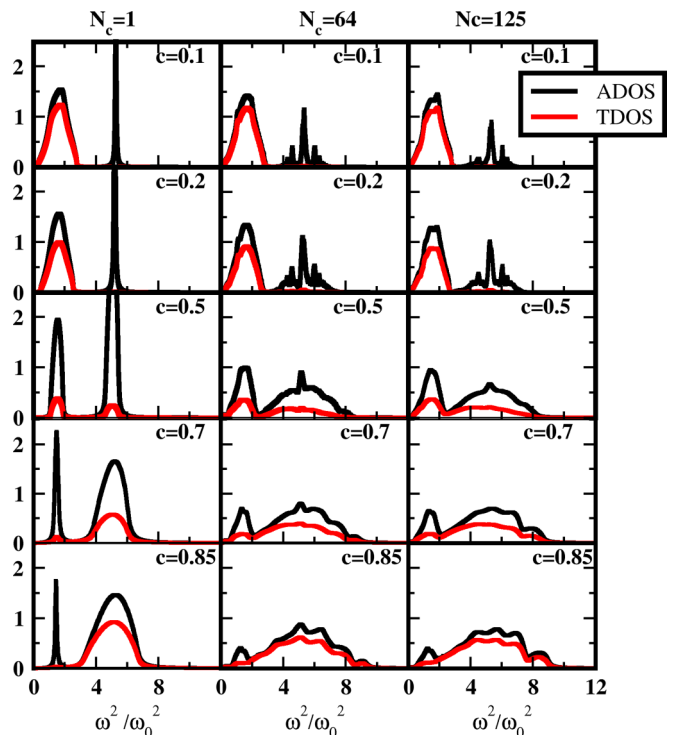 N_c=1 N_c=64 Nc=125
2 c=0.1 c=0.1 c=0.1
ADOS
1
TDOS
0
2 c=0.2 c=0.2 c=0.2
1
0
c=0.5 c=0.5 c=0.5
2
1
0
c=0.7 c=0.7 c=0.7
2
1
0
c=0.85 c=0.85 c=0.85
2
1
0
0 4 8 0 4 8 0 4 8 12
ω²/ω₀² ω²/ω₀² ω²/ω₀²